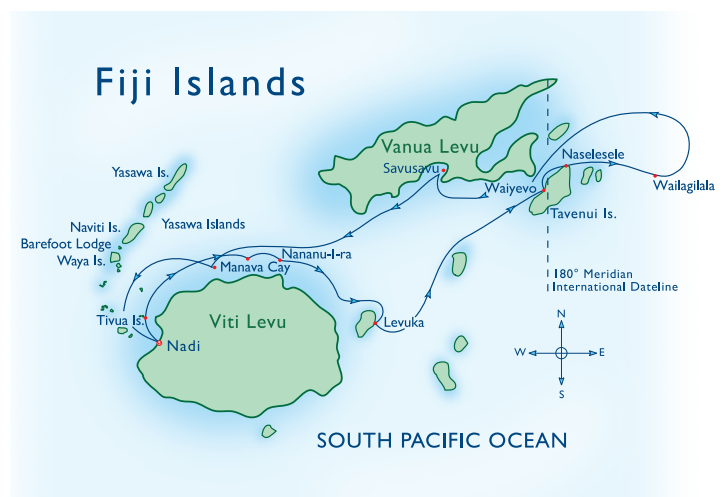 Fiji Islands
Vanua Levu
Naselesele
Savusavu
Yasawa Is.
Waiyevo
Wailagilala
Tavenui Is.
Naviti Is.
Yasawa Islands
Barefoot Lodge
Nananu-I-ra
Waya Is.
Manava Cay
180° Meridian
International Dateline
Tivua Is.
Viti Levu
Levuka
Nadi
N
W
E
S
SOUTH PACIFIC OCEAN